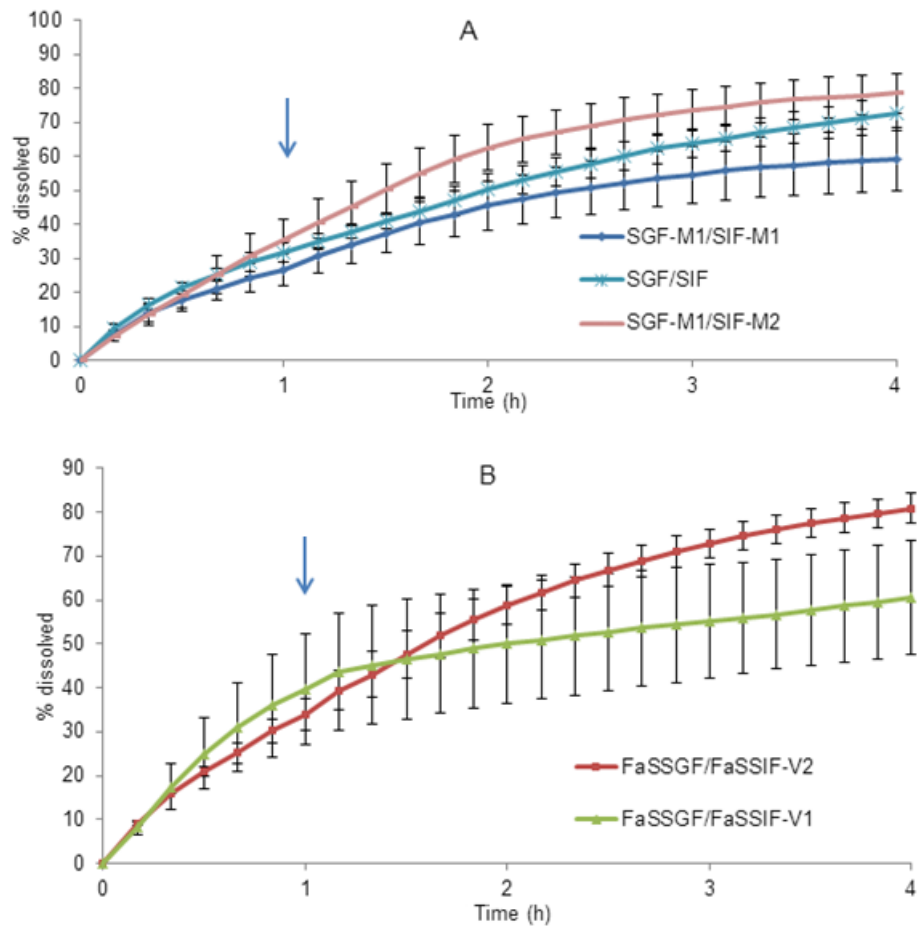 A
100
90
80
70
60
50
40
30
20
10
0
% dissolved
SGF-M1/SIF-M1
SGF/SIF
SGF-M1/SIF-M2
0 1 2 3 4
Time (h)
B
90
80
70
60
50
40
30
20
10
0
% dissolved
FaSSGF/FaSSIF-V2
FaSSGF/FaSSIF-V1
0 1 2 3 4
Time (h)